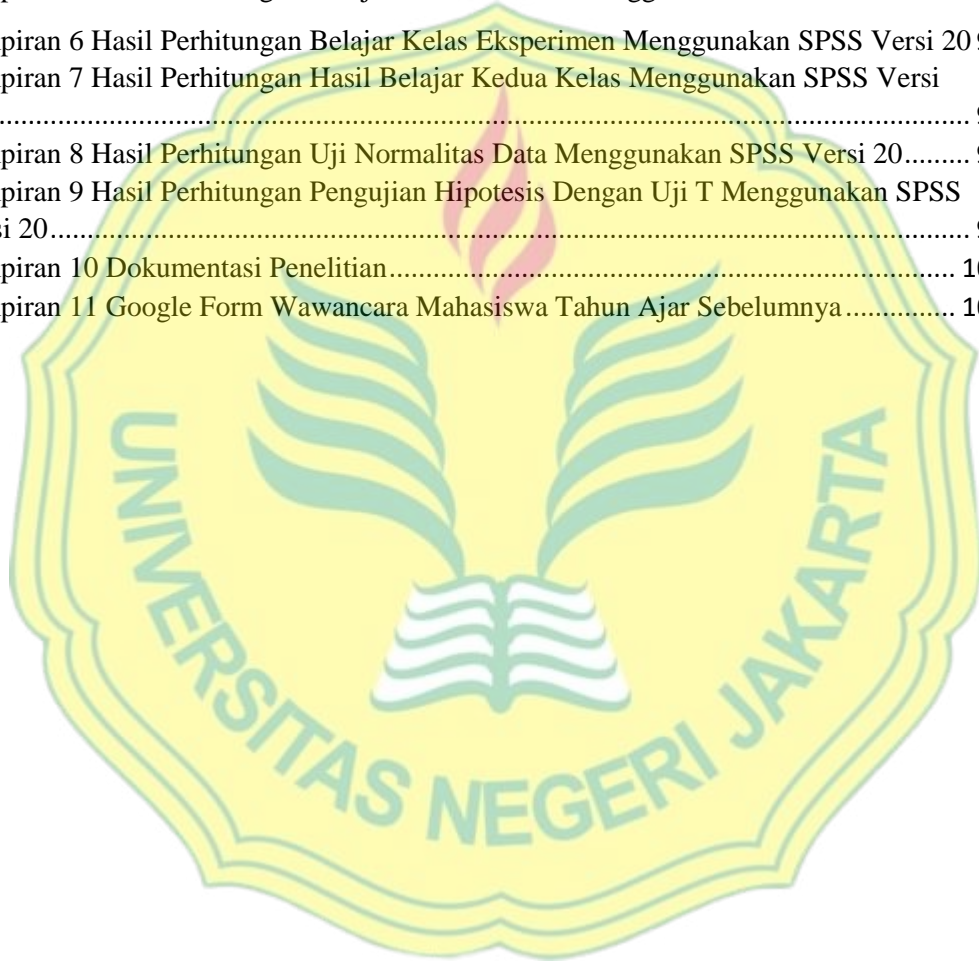 piran 6 Hasil Perhitungan Belajar Kelas Eksperimen Menggunakan SPSS Versi 20
piran 7 Hasil Perhitungan Hasil Belajar Kedua Kelas Menggunakan SPSS Versi
piran 8 Hasil Perhitungan Uji Normalitas Data Menggunakan SPSS Versi 20
piran 9 Hasil Perhitungan Pengujian Hipotesis Dengan Uji T Menggunakan SPSS
si 20
piran 10 Dokumentasi Penelitian
piran 11 Google Form Wawancara Mahasiswa Tahun Ajar Sebelumnya
UNIVERSITAS NEGERI JAKARTA